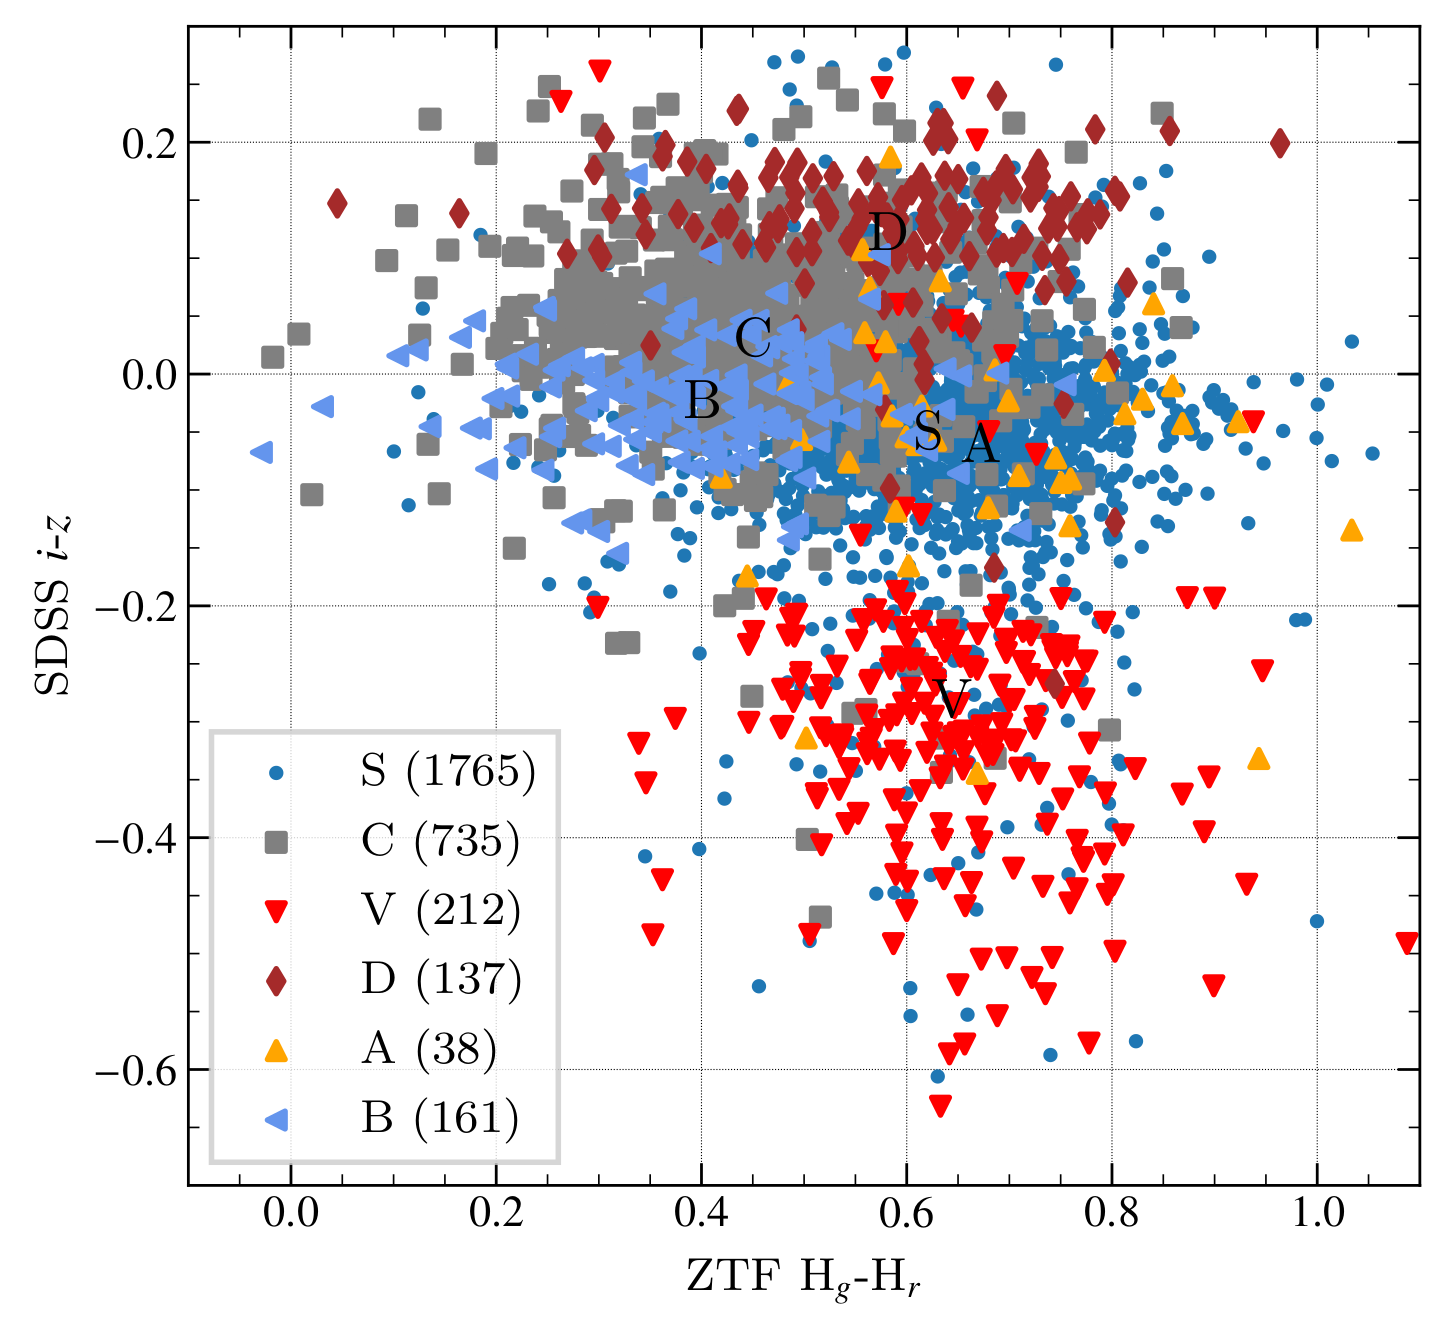 0.2
0.0
−0.2
−0.4
−0.6
SDSS i-z
D
C
B
S
A
V
S (1765)
C (735)
V (212)
D (137)
A (38)
B (161)
0.0 0.2 0.4 0.6 0.8 1.0
ZTF Hg-Hr